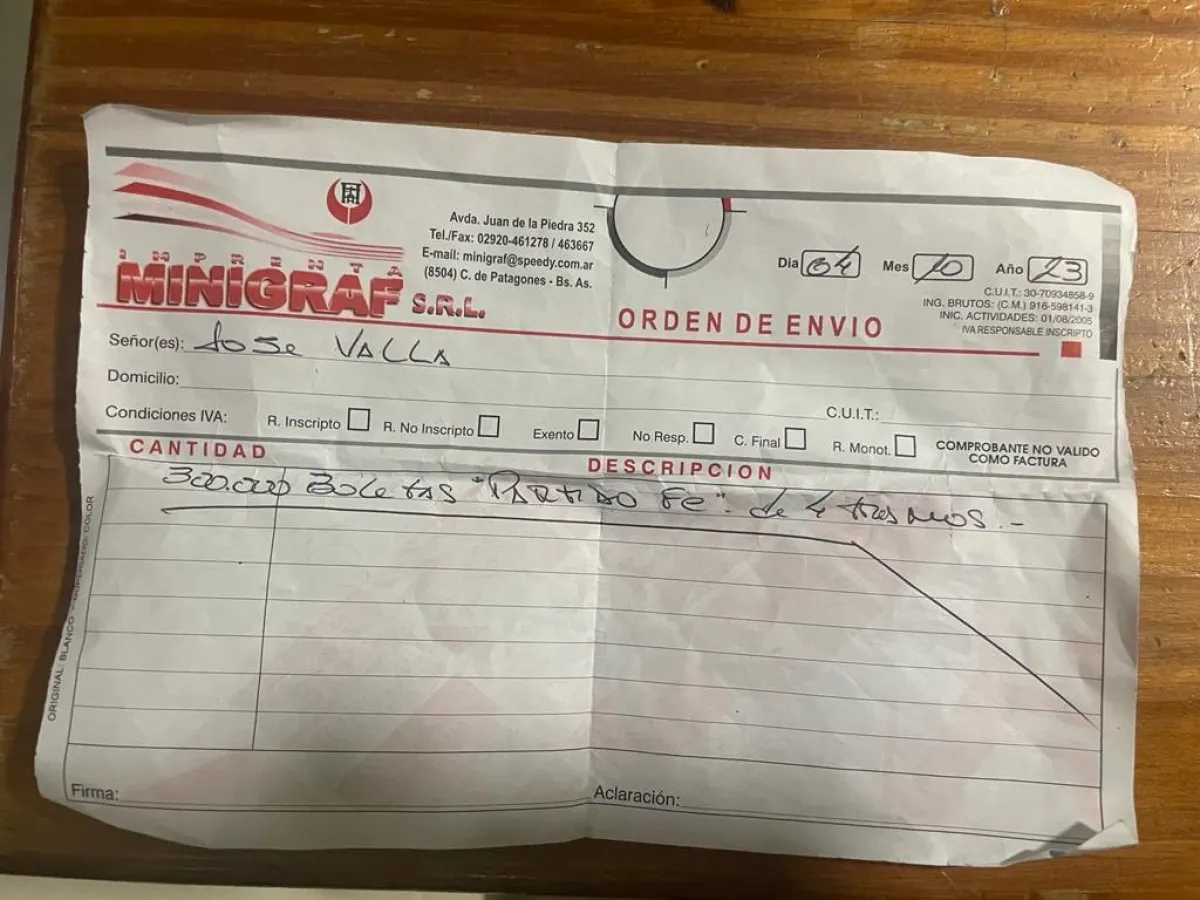 IMPRENTA
MINIGRAF S.R.L.
Avda. Juan de la Piedra 352
Tel./Fax: 02920-461278 / 463667
E-mail: minigraf@speedy.com.ar
(8504) C. de Patagones - Bs. As.
ORDEN DE ENVIO
Dia 04 Mes 10 Año 23
C.U.I.T.: 30-70934858-9
ING. BRUTOS: (C.M.) 916-598141-3
INIC. ACTIVIDADES: 01/08/2005
IVA RESPONSABLE INSCRIPTO
Señor(es): Jose VALLA
Domicilio:
C.U.I.T.:
Condiciones IVA: R. Inscripto R. No Inscripto Exento No Resp. C. Final R. Monot.
COMPROBANTE NO VALIDO
COMO FACTURA
CANTIDAD DESCRIPCION
300.000 Boletas "PARTIDO Fe" de 4 tramos.-
ORIGINAL: BLANCO - DUPLICADO: COLOR
Firma: Aclaración: